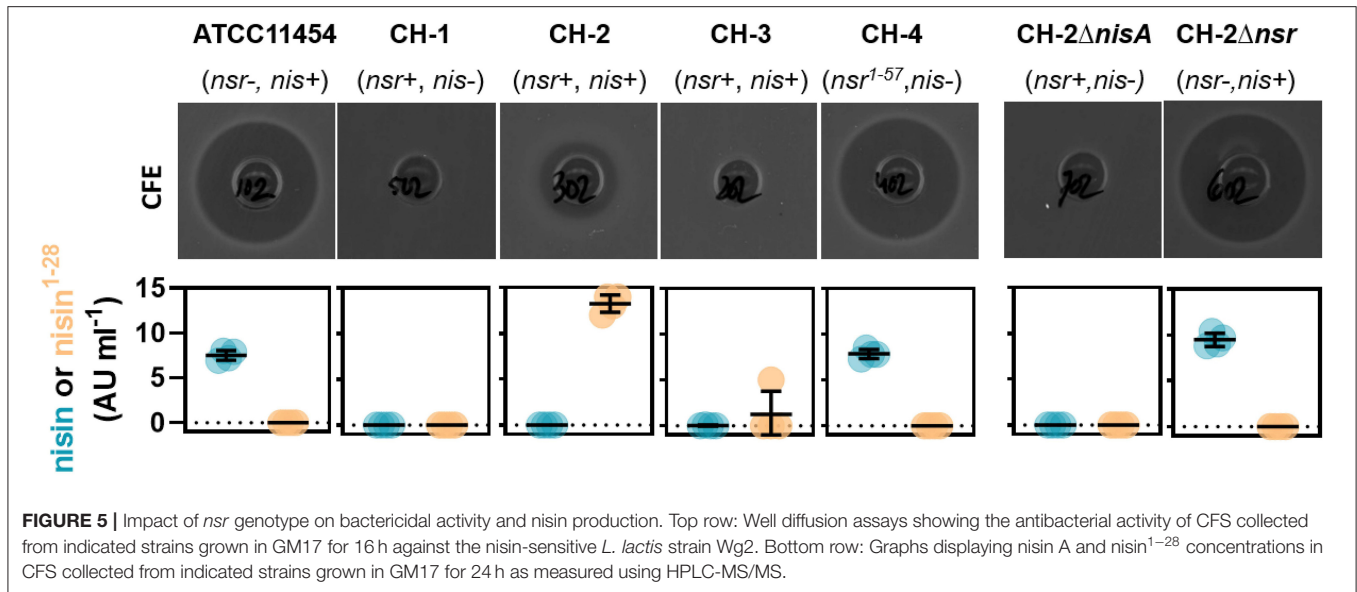 ATCC11454 CH-1 CH-2 CH-3 CH-4 CH-2ΔnisA CH-2Δnsr
(nsr-, nis+) (nsr+, nis-) (nsr+, nis+) (nsr+, nis+) (nsr1-57,nis-) (nsr+,nis-) (nsr-,nis+)
CFE
102 502 302 202 402 702 602
nisin or nisin1-28
(AU ml-1)
15
10
5
0
FIGURE 5 | Impact of nsr genotype on bactericidal activity and nisin production. Top row: Well diffusion assays showing the antibacterial activity of CFS collected
from indicated strains grown in GM17 for 16 h against the nisin-sensitive L. lactis strain Wg2. Bottom row: Graphs displaying nisin A and nisin1−28 concentrations in
CFS collected from indicated strains grown in GM17 for 24 h as measured using HPLC-MS/MS.